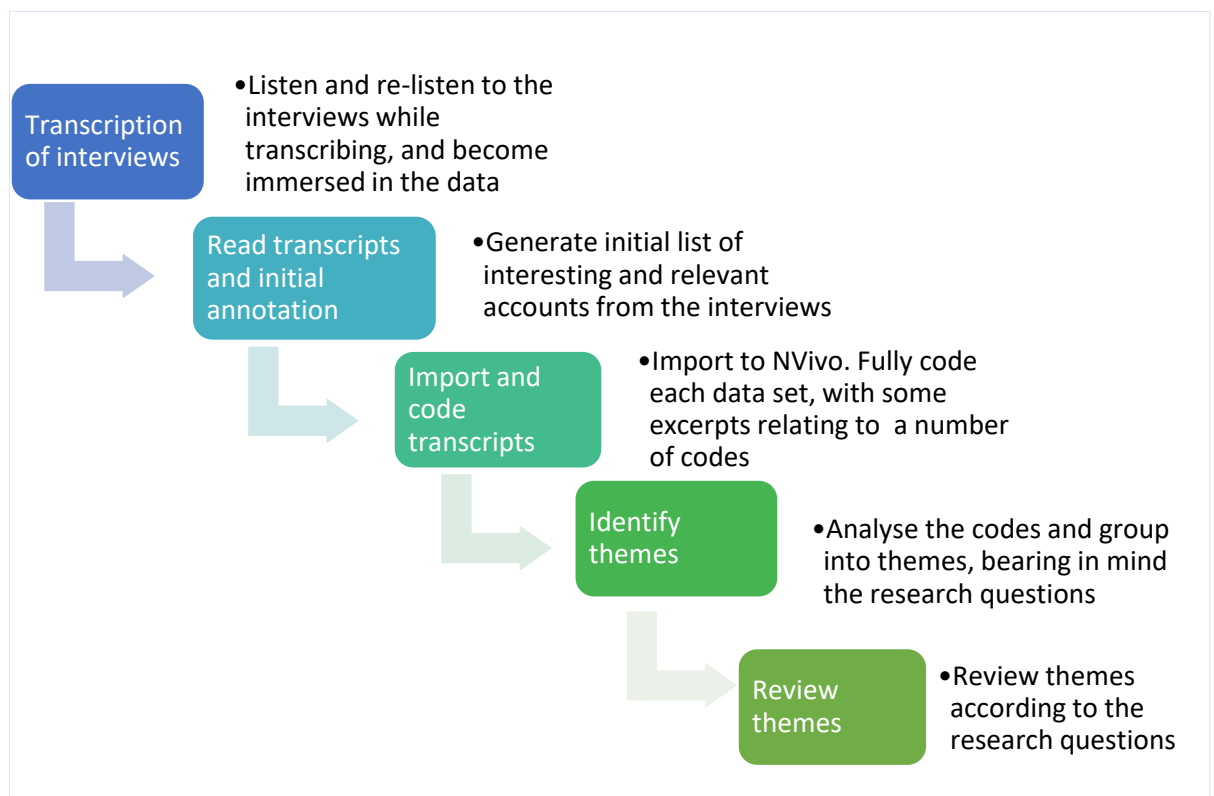 Transcription
of interviews
•Listen and re-listen to the
interviews while
transcribing, and become
immersed in the data
Read transcripts
and initial
annotation
•Generate initial list of
interesting and relevant
accounts from the interviews
Import and
code
transcripts
•Import to NVivo. Fully code
each data set, with some
excerpts relating to  a number
of codes
Identify
themes
•Analyse the codes and group
into themes, bearing in mind
the research questions
Review
themes
•Review themes
according to the
research questions